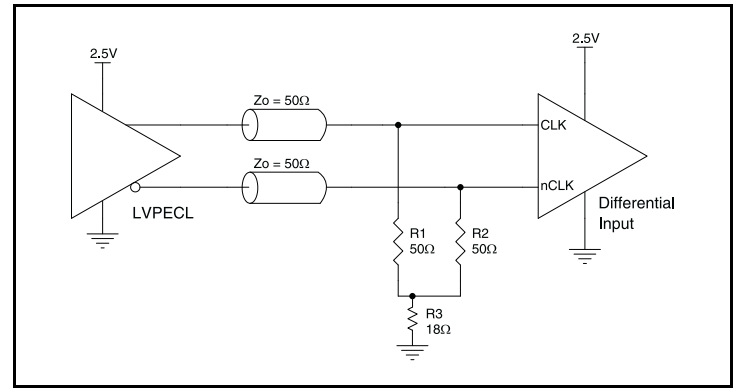 2.5V
2.5V
Zo = 50Ω
CLK
Zo = 50Ω
nCLK
LVPECL
Differential
Input
R1
50Ω
R2
50Ω
R3
18Ω